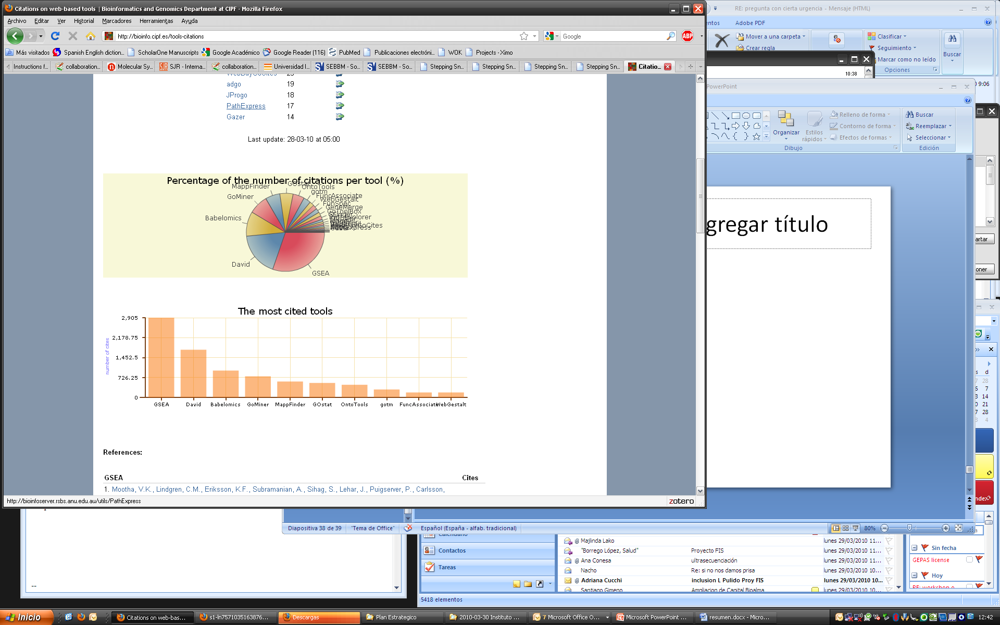 Citations on web-based tools | Bioinformatics and Genomics Department at CIPF - Mozilla Firefox
Archivo Editar Ver Historial Marcadores Herramientas Ayuda
http://bioinfo.cipf.es/tools-citations
Google
ABP
Más visitados Spanish English diction... ScholarOne Manuscripts Google Académico Google Reader (116) PubMed Publicaciones electróni... WOK Projects - Ximo
Instructions f... collaboration... Molecular Sy... SJR - Interna... collaboration... Universidad I... SEBBM - So... SEBBM - So... Stepping Sn... Stepping Sn... Stepping Sn... Stepping Sn... Citatio...
adgo 19
JProgo 18
PathExpress 17
Gazer 14
Last update: 28-03-10 at 05:00
Percentage of the number of citations per tool (%)
MappFinder
GOstat
OntoTools
GoMiner
gotm
FuncAssociate
WebGestalt
FunSpec
GeneMerge
GoToolBox
Babelomics
David
GSEA
The most cited tools
number of cites
2,905
2,178.75
1,452.5
726.25
0
GSEA David Babelomics GoMiner MappFinder GOstat OntoTools gotm FuncAssociate WebGestalt
References:
GSEA Cites
1. Mootha, V.K., Lindgren, C.M., Eriksson, K.F., Subramanian, A., Sihag, S., Lehar, J., Puigserver, P., Carlsson,
http://bioinfoserver.rsbs.anu.edu.au/utils/PathExpress
zotero
RE: pregunta con cierta urgencia - Mensaje (HTML)
entos Adobe PDF
Mover a una carpeta
Crear regla
Clasificar
Seguimiento
Marcar como no leído
Opciones
Buscar
10:38
9:06
PowerPoint
Organizar
Estilos rápidos
Relleno de forma
Contorno de forma
Efectos de formas
Dibujo
Buscar
Reemplazar
Seleccionar
Edición
gregar título
artar
oner
s d
28
6 7
14
21
28
3 4
Diapositiva 38 de 39 "Tema de Office" Español (España - alfab. tradicional) 80%
Calendario
Contactos
Tareas
Majlinda Lako lunes 29/03/2010 11...
"Borrego López, Salud" Proyecto FIS lunes 29/03/2010 11...
Ana Conesa ultrasecuenciación lunes 29/03/2010 11...
Nacho Re: si no nos damos prisa lunes 29/03/2010 10...
Adriana Cucchi inclusion L Pulido Proy FIS lunes 29/03/2010 10...
Santiago Gimeno Ampliacion de Capital Bioalma lunes 29/03/2010 10...
Sin fecha
GEPAS license
Hoy
RE: workshop o
--
5418 elementos
Inicio Citations on web-bas... s1-ln7571035163876... Descargas Plan Estrategico 2010-03-30 Instituto ... 7 Microsoft Office O... Microsoft PowerPoint ... resumen.docx - Micro... 12:42